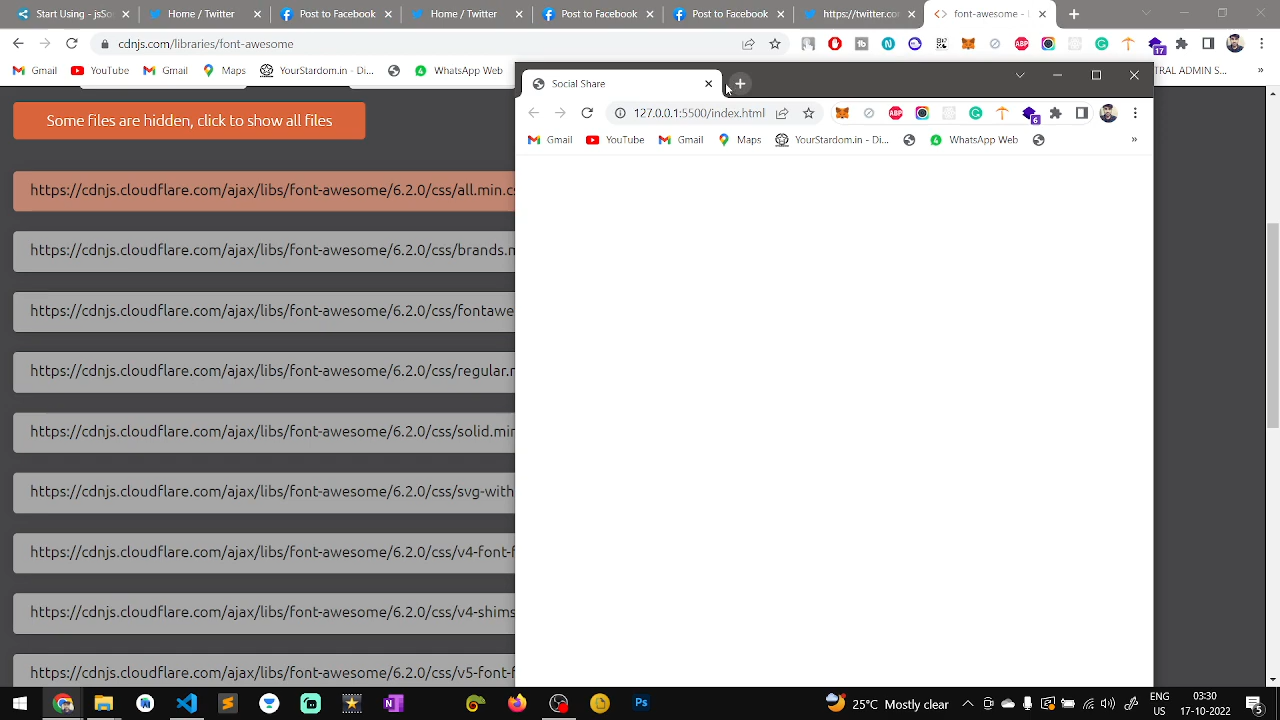 Start Using - jsSo
Home / Twitter
Post to Facebook
Home / Twitter
Post to Facebook
Post to Facebook
https://twitter.co
font-awesome -
cdnjs.com/libraries/font-awesome
ABP
17
Gmail
YouTube
Gmail
Maps
YourStardom.in - Di...
WhatsApp Web
TRAL ADMIN S...
»
Some files are hidden, click to show all files
https://cdnjs.cloudflare.com/ajax/libs/font-awesome/6.2.0/css/all.min.cs
https://cdnjs.cloudflare.com/ajax/libs/font-awesome/6.2.0/css/brands.m
https://cdnjs.cloudflare.com/ajax/libs/font-awesome/6.2.0/css/fontawe
https://cdnjs.cloudflare.com/ajax/libs/font-awesome/6.2.0/css/regular.m
https://cdnjs.cloudflare.com/ajax/libs/font-awesome/6.2.0/css/solid.min
https://cdnjs.cloudflare.com/ajax/libs/font-awesome/6.2.0/css/svg-with
https://cdnjs.cloudflare.com/ajax/libs/font-awesome/6.2.0/css/v4-font-f
https://cdnjs.cloudflare.com/ajax/libs/font-awesome/6.2.0/css/v4-shims
https://cdnjs.cloudflare.com/ajax/libs/font-awesome/6.2.0/css/v5-font-f
Social Share
127.0.0.1:5500/index.html
ABP
6
Gmail
YouTube
Gmail
Maps
YourStardom.in - Di...
WhatsApp Web
»
Ps
25°C Mostly clear
ENG
US
03:30
17-10-2022
5